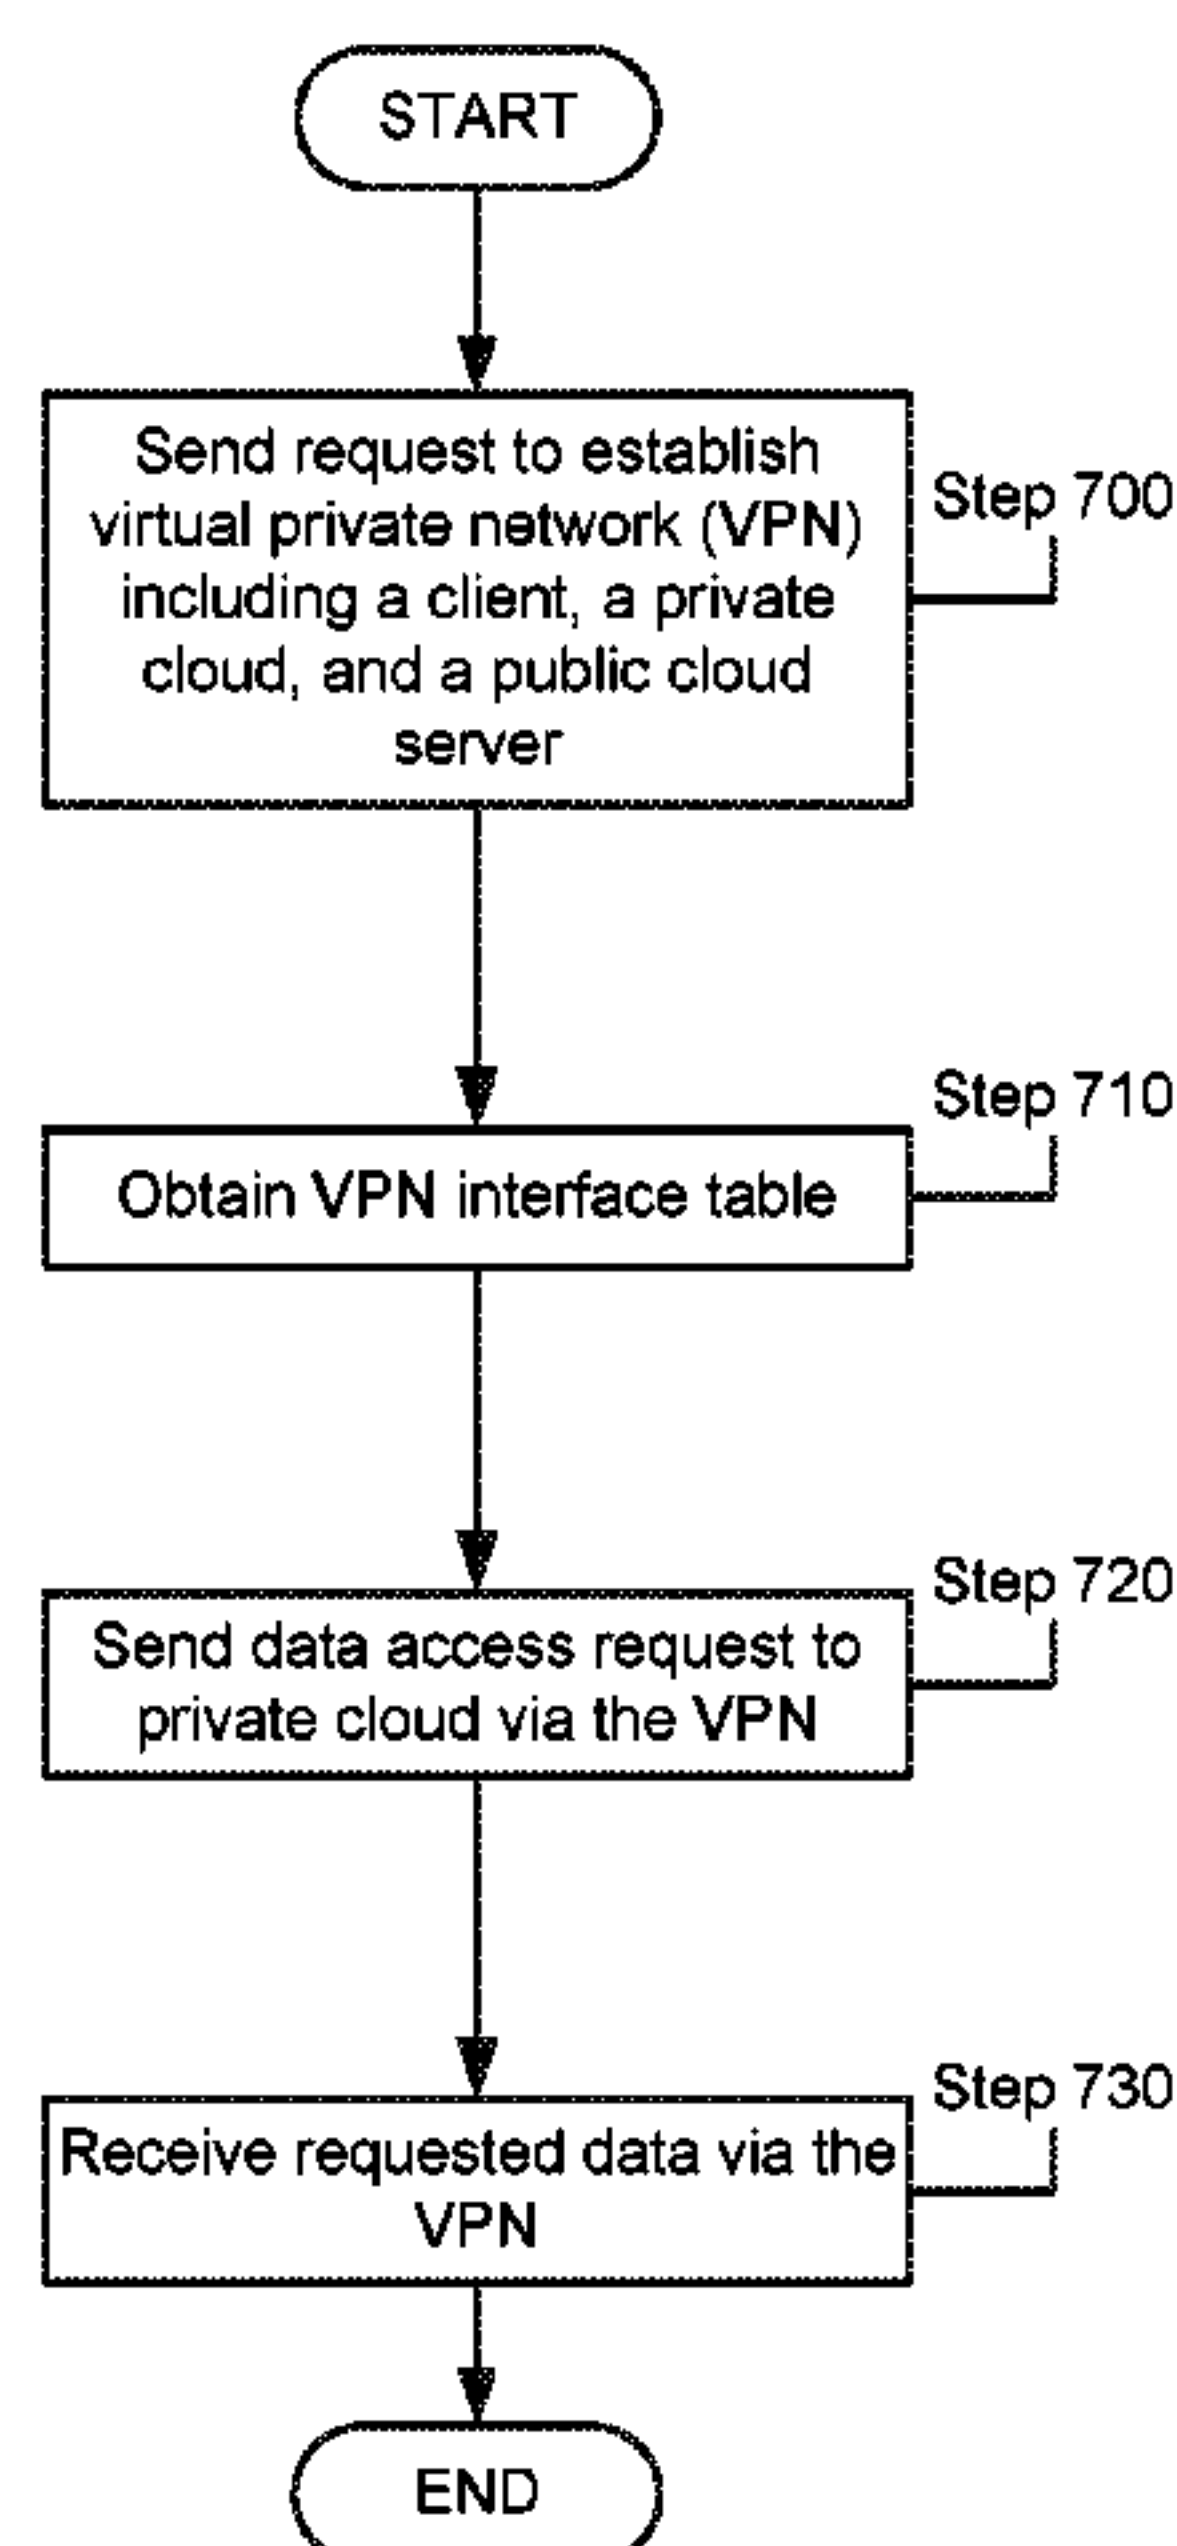 START
Send request to establish
virtual private network (VPN)
including a client, a private
cloud, and a public cloud
server
Step 700
Obtain VPN interface table
Step 710
Send data access request to
private cloud via the VPN
Step 720
Receive requested data via the
VPN
Step 730
END